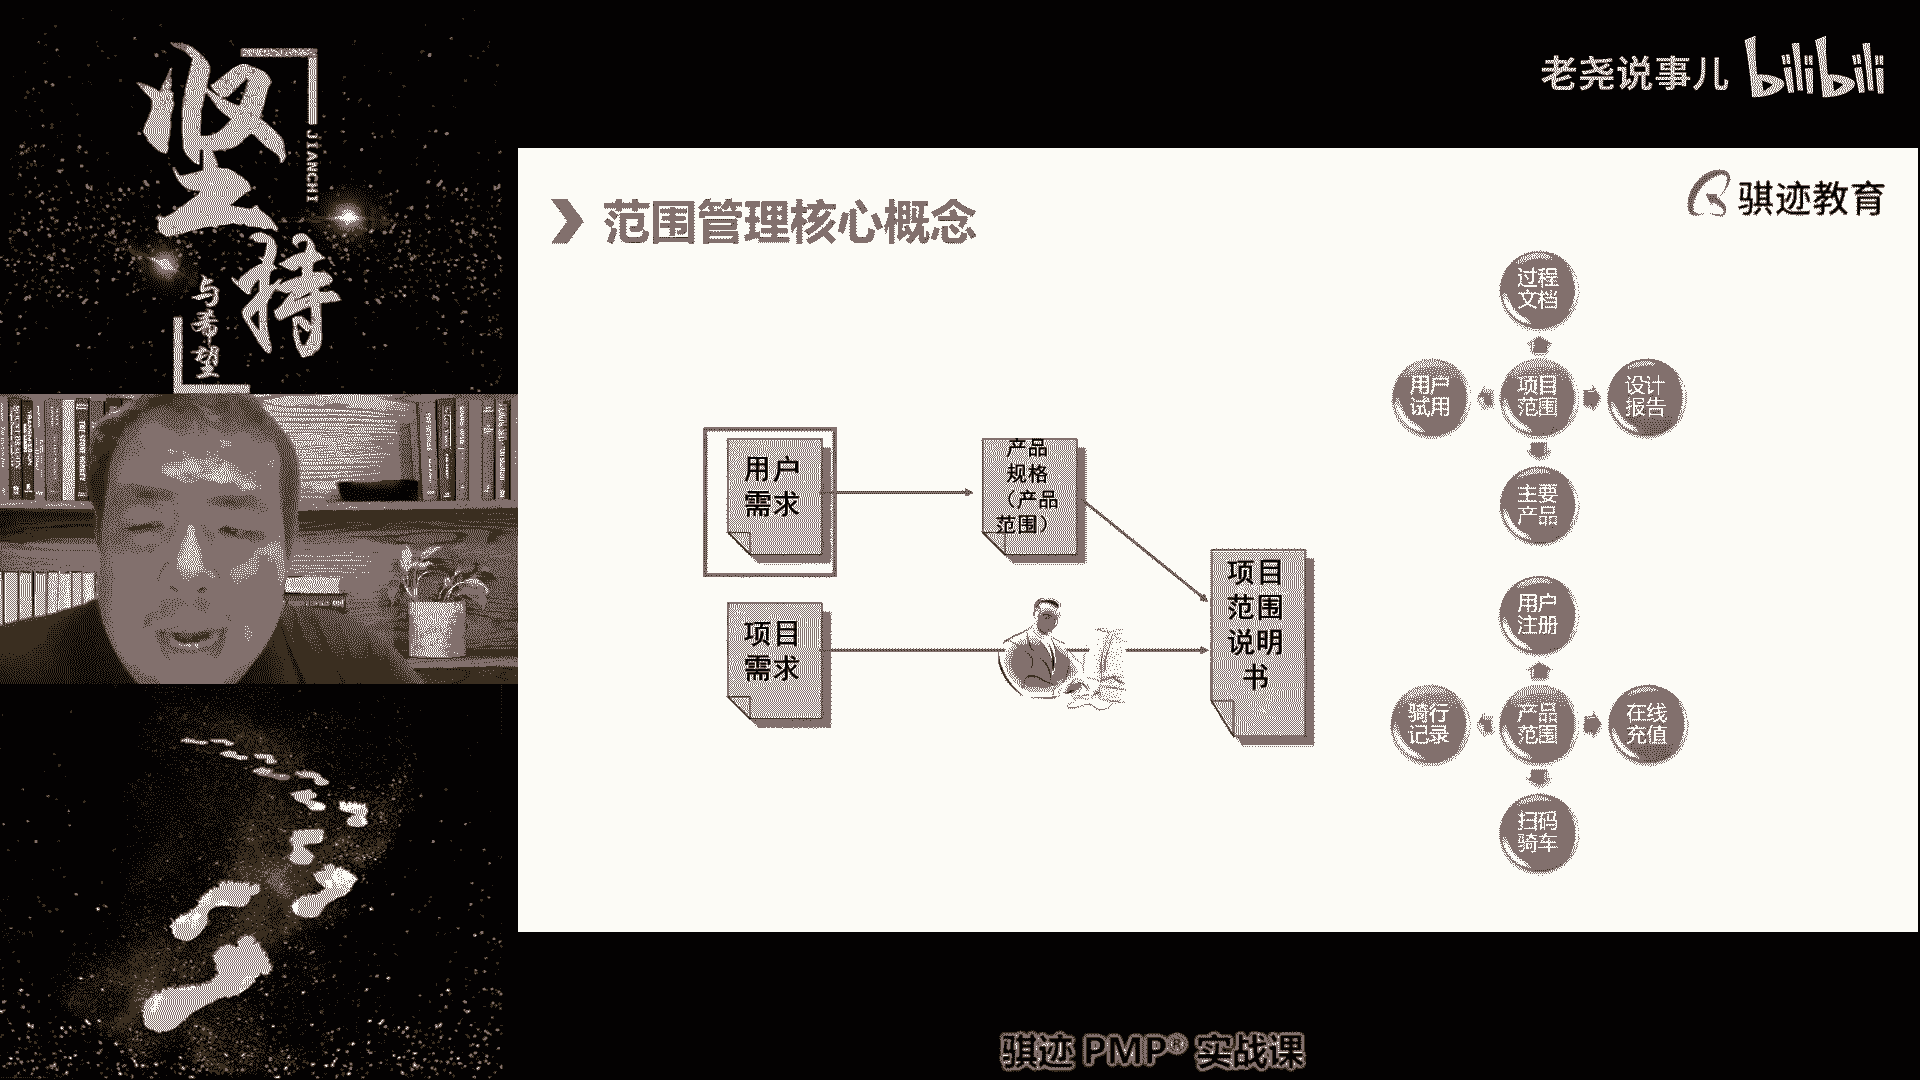 坚持
JIANCHI
与希望
老尧说事儿 bilibili
骐迹教育
范围管理核心概念
用户
需求
产品
规格
（产品
范围）
项目
需求
项目
范围
说明
书
过程
文档
用户
试用
项目
范围
设计
报告
主要
产品
用户
注册
骑行
记录
产品
范围
在线
充值
扫码
骑车
骐迹 PMP® 实战课